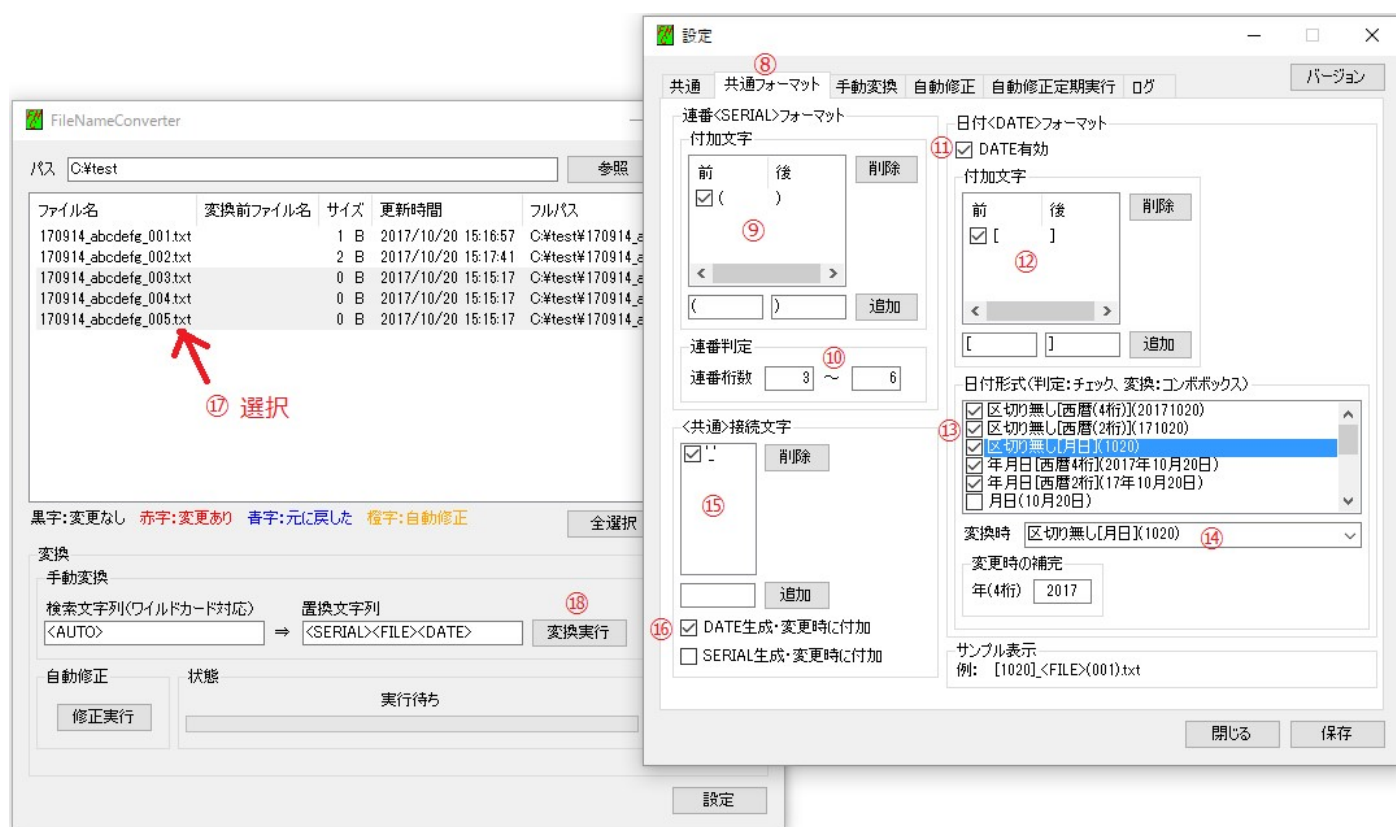 FileNameConverter
パス C:¥test 参照
ファイル名 変換前ファイル名 サイズ 更新時間 フルパス
170914_abcdefg_001.txt 1 B 2017/10/20 15:16:57 C:¥test¥170914_a
170914_abcdefg_002.txt 2 B 2017/10/20 15:17:41 C:¥test¥170914_a
170914_abcdefg_003.txt 0 B 2017/10/20 15:15:17 C:¥test¥170914_a
170914_abcdefg_004.txt 0 B 2017/10/20 15:15:17 C:¥test¥170914_a
170914_abcdefg_005.txt 0 B 2017/10/20 15:15:17 C:¥test¥170914_a
⑰ 選択
黒字:変更なし 赤字:変更あり 青字:元に戻した 橙字:自動修正 全選択
変換
手動変換
検索文字列(ワイルドカード対応) 置換文字列 ⑱
<AUTO> ⇒ <SERIAL><FILE><DATE> 変換実行
自動修正 状態
修正実行 実行待ち
設定
設定
⑧
共通 共通フォーマット 手動変換 自動修正 自動修正定期実行 ログ バージョン
連番<SERIAL>フォーマット
付加文字
前 後 削除
( )
⑨
( ) 追加
連番判定
⑩
連番桁数 3 ~ 6
<共通>接続文字
'_' 削除
⑮
追加
⑯ DATE生成・変更時に付加
SERIAL生成・変更時に付加
日付<DATE>フォーマット
⑪ DATE有効
付加文字
前 後 削除
[ ]
⑫
[ ] 追加
日付形式(判定:チェック、変換:コンボボックス)
区切り無し[西暦(4桁)](20171020)
⑬ 区切り無し[西暦(2桁)](171020)
区切り無し[月日](1020)
年月日[西暦4桁](2017年10月20日)
年月日[西暦2桁](17年10月20日)
月日(10月20日)
変換時 区切り無し[月日](1020) ⑭
変更時の補完
年(4桁) 2017
サンプル表示
例: [1020]_<FILE>(001).txt
閉じる 保存